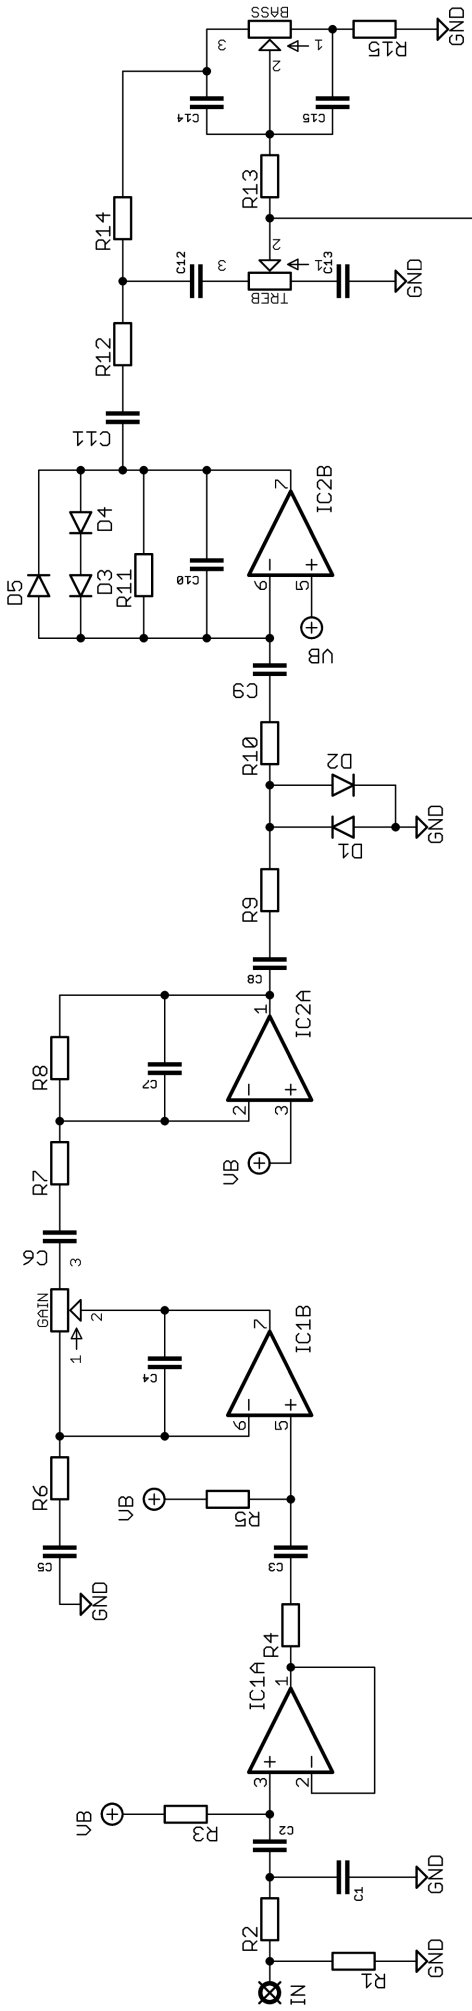 IN
R1
GND
R2
C1
GND
C2
R3
VB
3
2
1
IC1A
R4
C3
R5
VB
GND
C5
R6
6
5
7
IC1B
C4
GAIN
1
2
3
C6
R7
R8
C7
VB
2
3
1
IC2A
C8
R9
D1
D2
GND
R10
C9
VB
6
5
7
IC2B
C10
R11
D3
D4
D5
C11
R12
R14
C12
3
TREB
2
1
C13
GND
R13
C14
C15
3
BASS
2
1
R15
GND